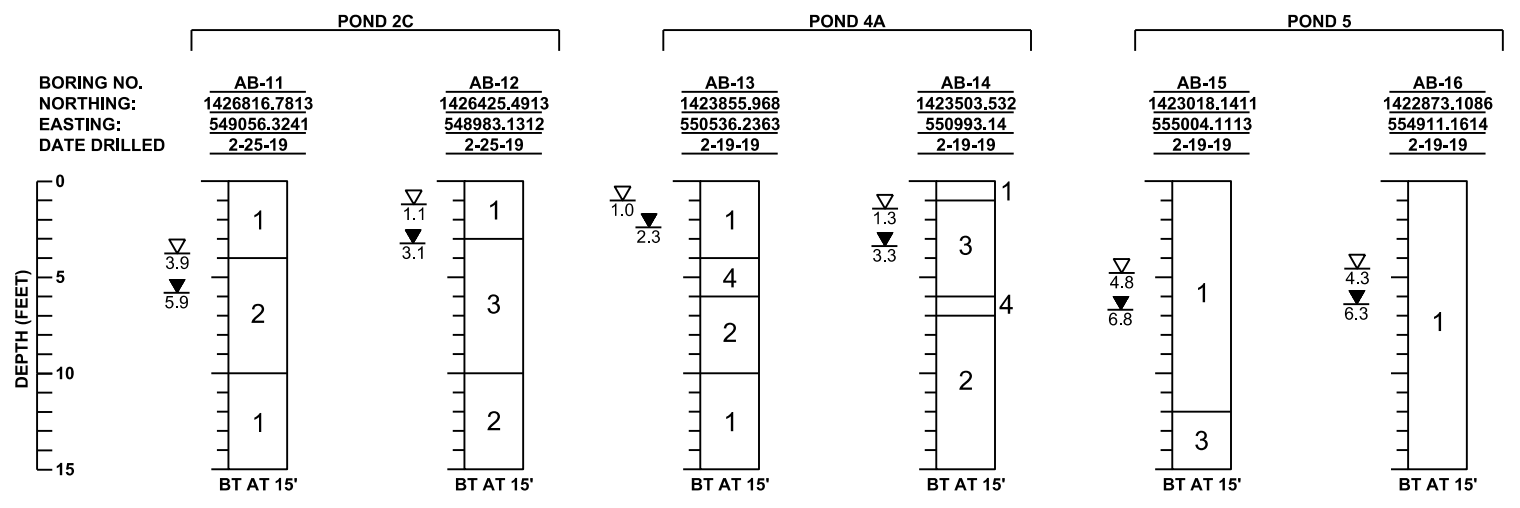 POND 2C POND 4A POND 5
BORING NO. AB-11 AB-12 AB-13 AB-14 AB-15 AB-16
NORTHING: 1426816.7813 1426425.4913 1423855.968 1423503.532 1423018.1411 1422873.1086
EASTING: 549056.3241 548983.1312 550536.2363 550993.14 555004.1113 554911.1614
DATE DRILLED 2-25-19 2-25-19 2-19-19 2-19-19 2-19-19 2-19-19
0
1
1 1.1 1 1.0 1 1.3
2.3
3.9 3.1 3 3.3
5 4 4.8 4.3
5.9 2 3 4 6.8 1 6.3 1
2
10 2
1 2 1
3
15
BT AT 15' BT AT 15' BT AT 15' BT AT 15' BT AT 15' BT AT 15'
DEPTH (FEET)